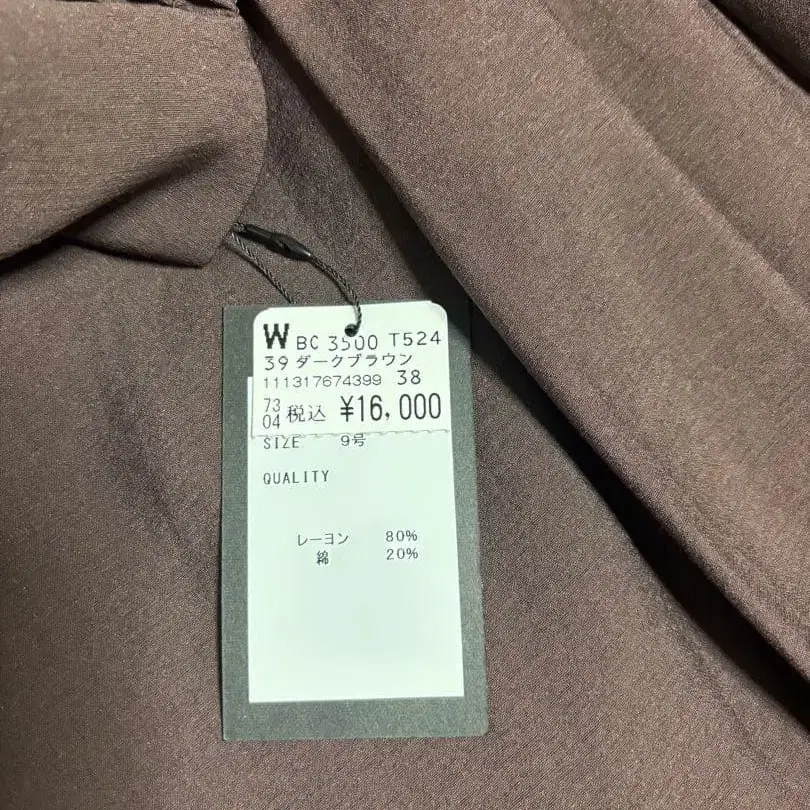 W BC 3500 T524
39 ダークブラウン
111317674399 38
73
04 税込 ¥16,000
SIZE 9号
QUALITY
レーヨン 80%
綿 20%